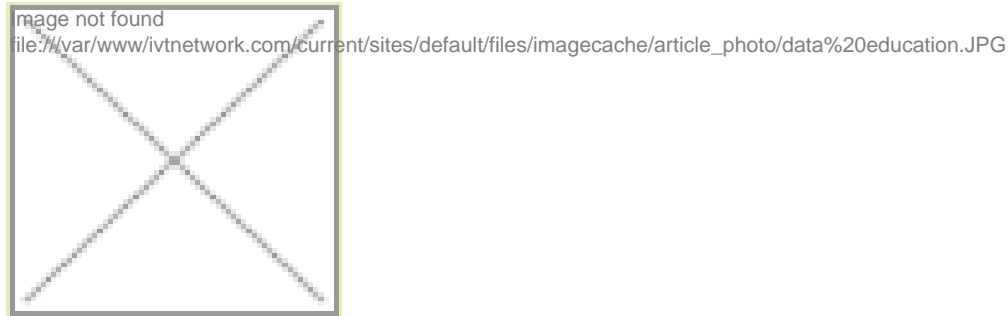 Image not found
file:///var/www/ivtnetwork.com/current/sites/default/files/imagecache/article_photo/data%20education.JPG